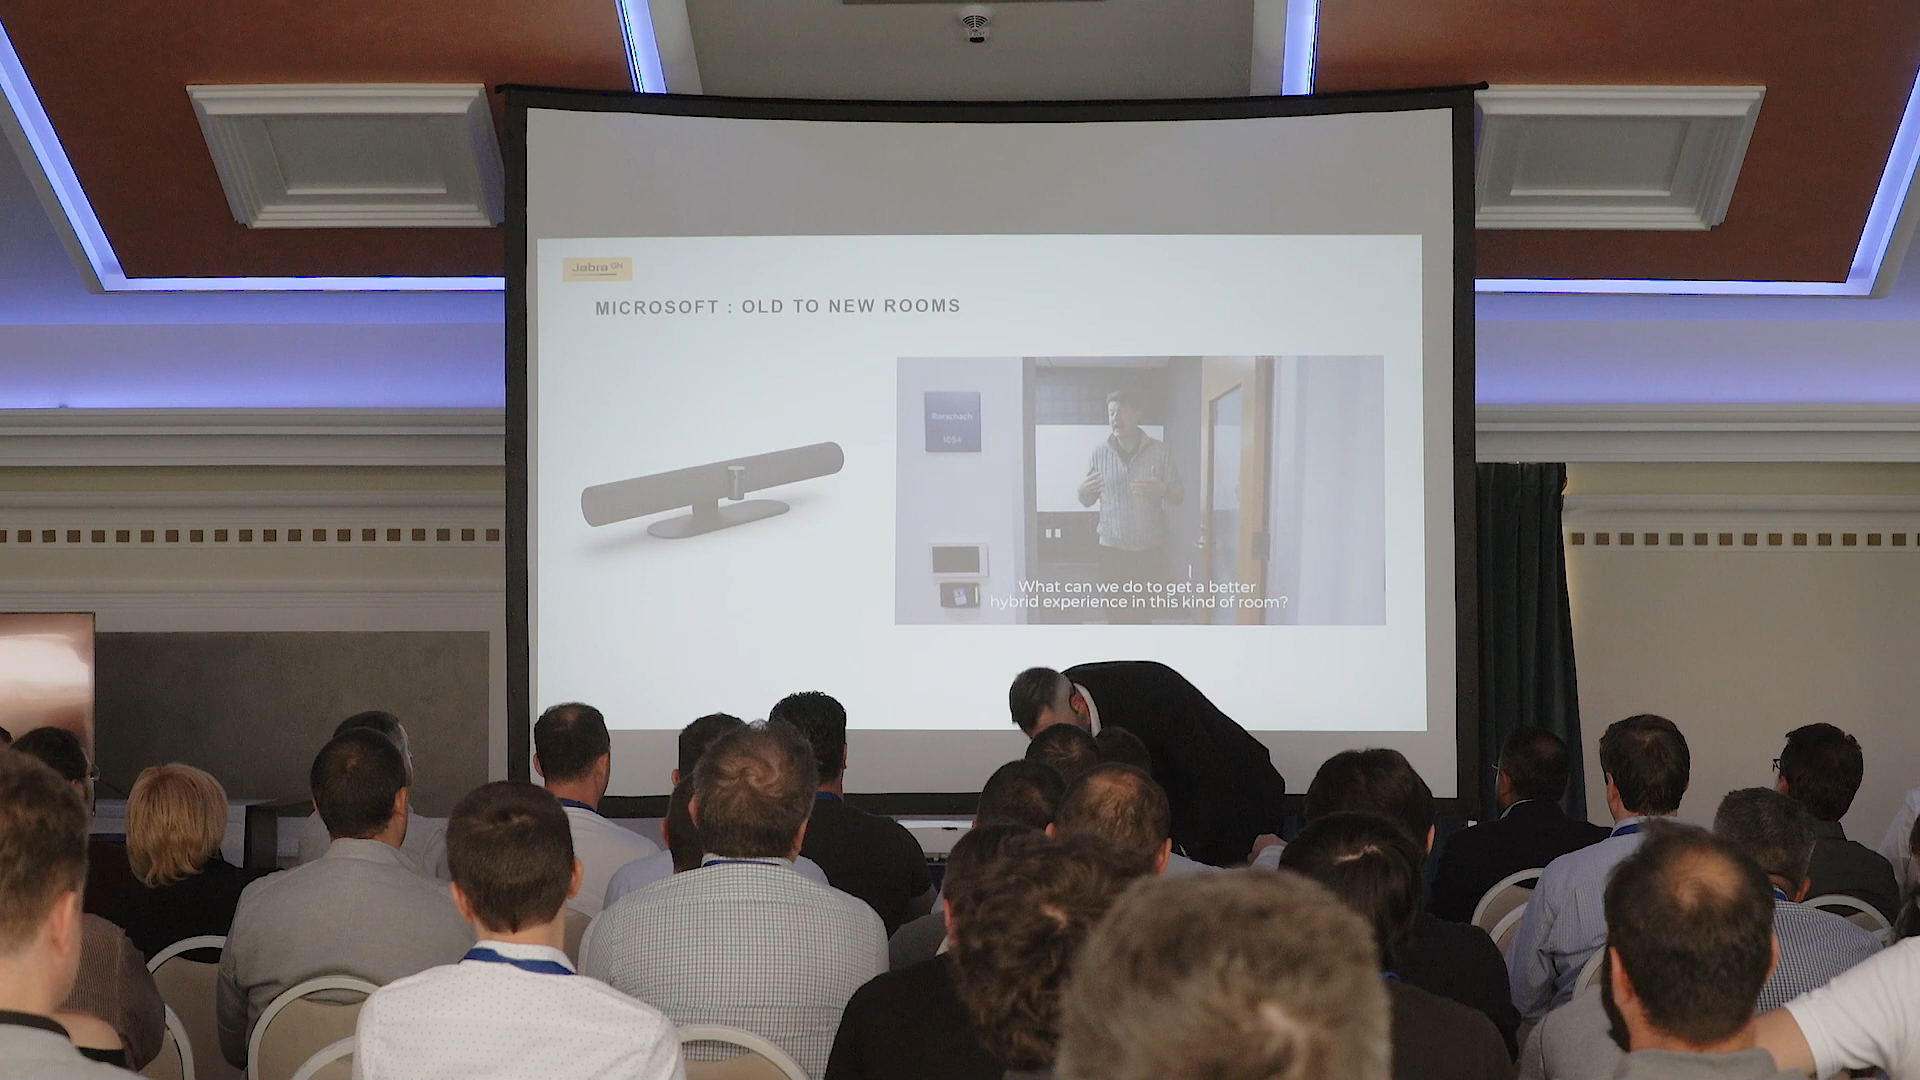 Jabra GN
MICROSOFT : OLD TO NEW ROOMS
Rorschach
1054
What can we do to get a better
hybrid experience in this kind of room?